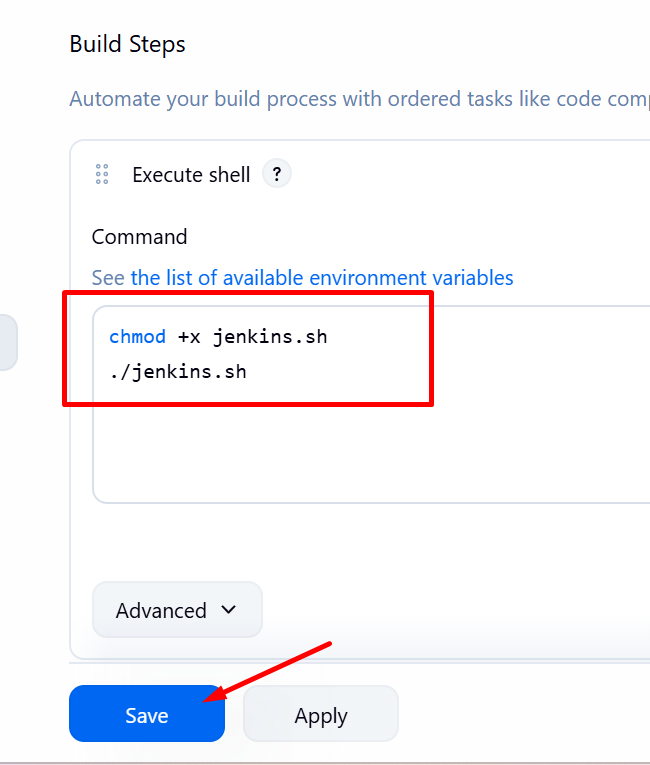 Build Steps
Automate your build process with ordered tasks like code com
Execute shell ?
Command
See the list of available environment variables
chmod +x jenkins.sh
./jenkins.sh
Advanced
Save Apply